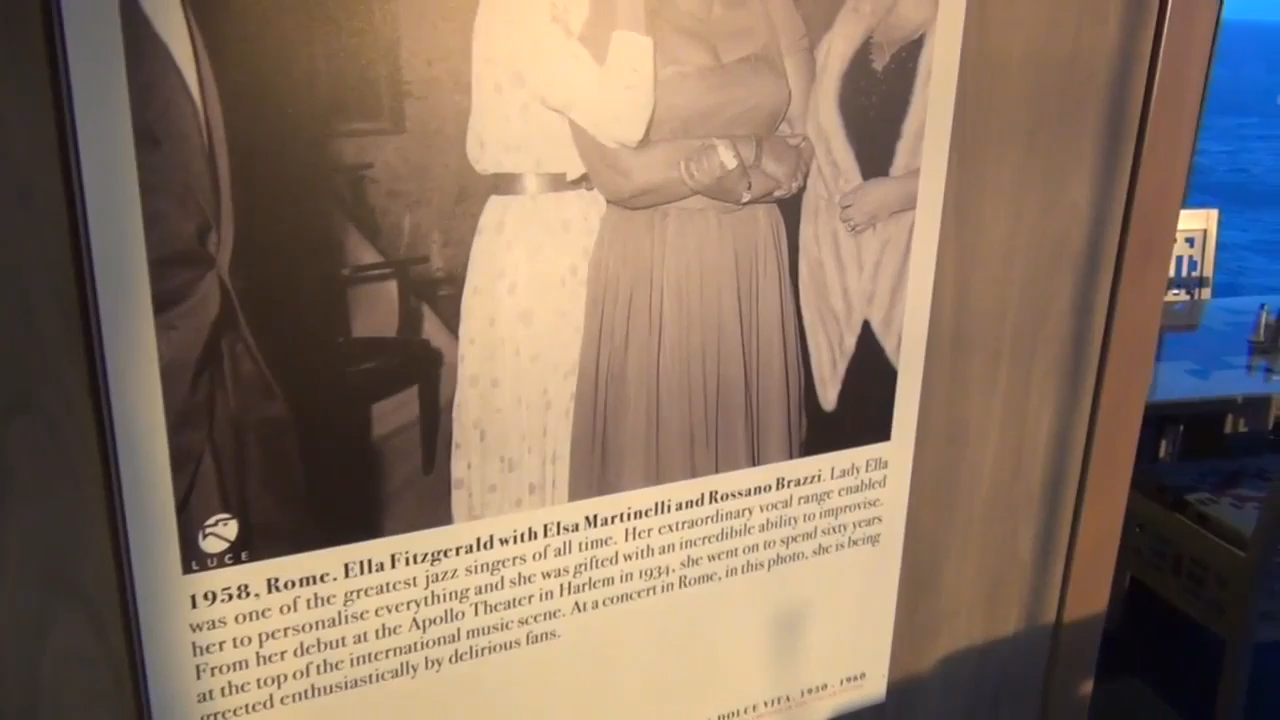 LUCE
1958, Rome. Ella Fitzgerald with Elsa Martinelli and Rossano Brazzi. Lady Ella
was one of the greatest jazz singers of all time. Her extraordinary vocal range enabled
her to personalise everything and she was gifted with an incredibile ability to improvise.
From her debut at the Apollo Theater in Harlem in 1934, she went on to spend sixty years
at the top of the international music scene. At a concert in Rome, in this photo, she is being
greeted enthusiastically by delirious fans.
DOLCE VITA. 1950 - 1960